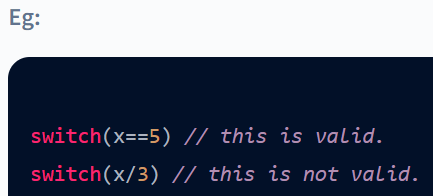 Eg:
switch(x==5) // this is valid.
switch(x/3) // this is not valid.